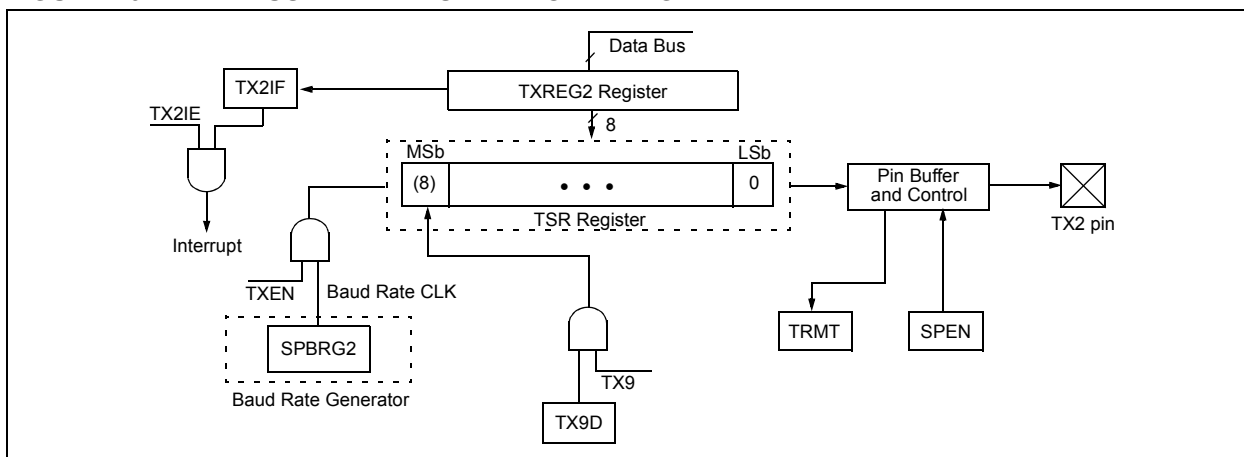 Data Bus
TX2IF
TXREG2 Register
TX2IE
8
MSb
LSb
(8)
• • •
0
Pin Buffer
and Control
TSR Register
TX2 pin
Interrupt
TXEN
Baud Rate CLK
TRMT
SPEN
SPBRG2
TX9
Baud Rate Generator
TX9D